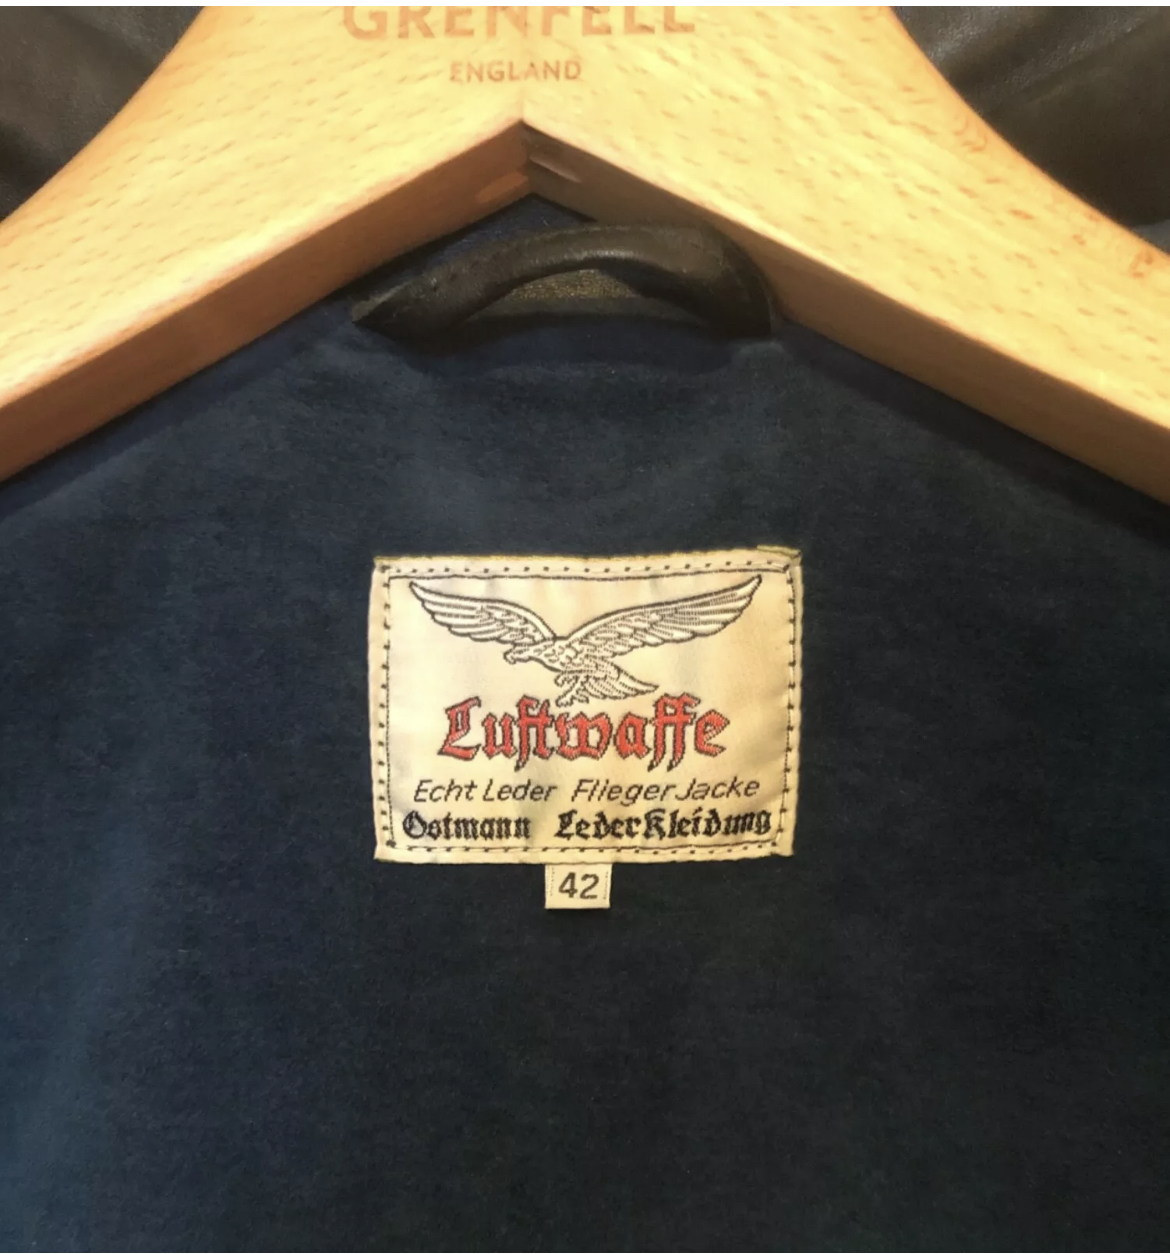 GRENFELL
ENGLAND
Luftwaffe
Echt Leder Flieger Jacke
Ostmann LederKleidung
42